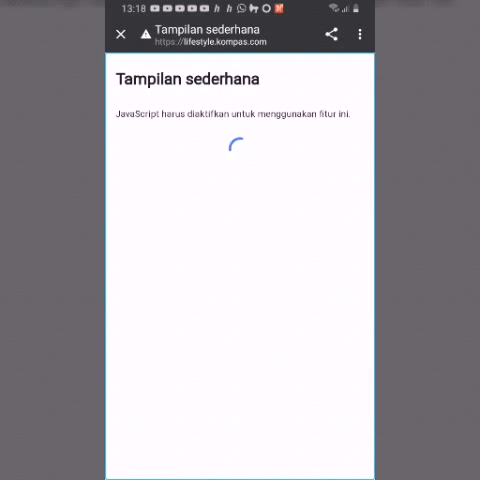 13:18
Tampilan sederhana
https://lifestyle.kompas.com
Tampilan sederhana
JavaScript harus diaktifkan untuk menggunakan fitur ini.